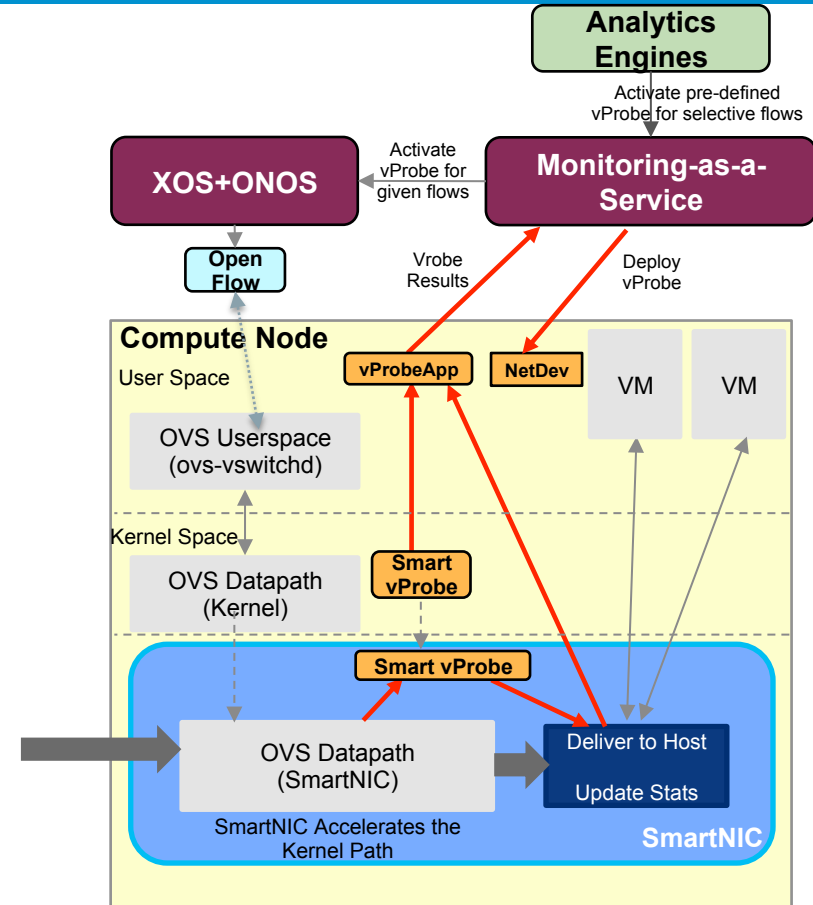 Analytics
Engines
Activate pre-defined
vProbe for selective flows
XOS+ONOS
Activate
vProbe for
given flows
Monitoring-as-a-
Service
Open
Flow
Vrobe
Results
Deploy
vProbe
Compute Node
User Space
vProbeApp
NetDev
VM
VM
OVS Userspace
(ovs-vswitchd)
Kernel Space
OVS Datapath
(Kernel)
Smart
vProbe
Smart vProbe
OVS Datapath
(SmartNIC)
Deliver to Host
Update Stats
SmartNIC Accelerates the
Kernel Path
SmartNIC